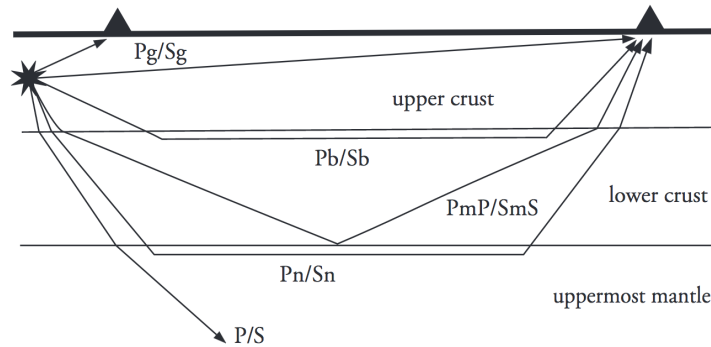 Pg/Sg
upper crust
Pb/Sb
PmP/SmS
lower crust
Pn/Sn
uppermost mantle
P/S